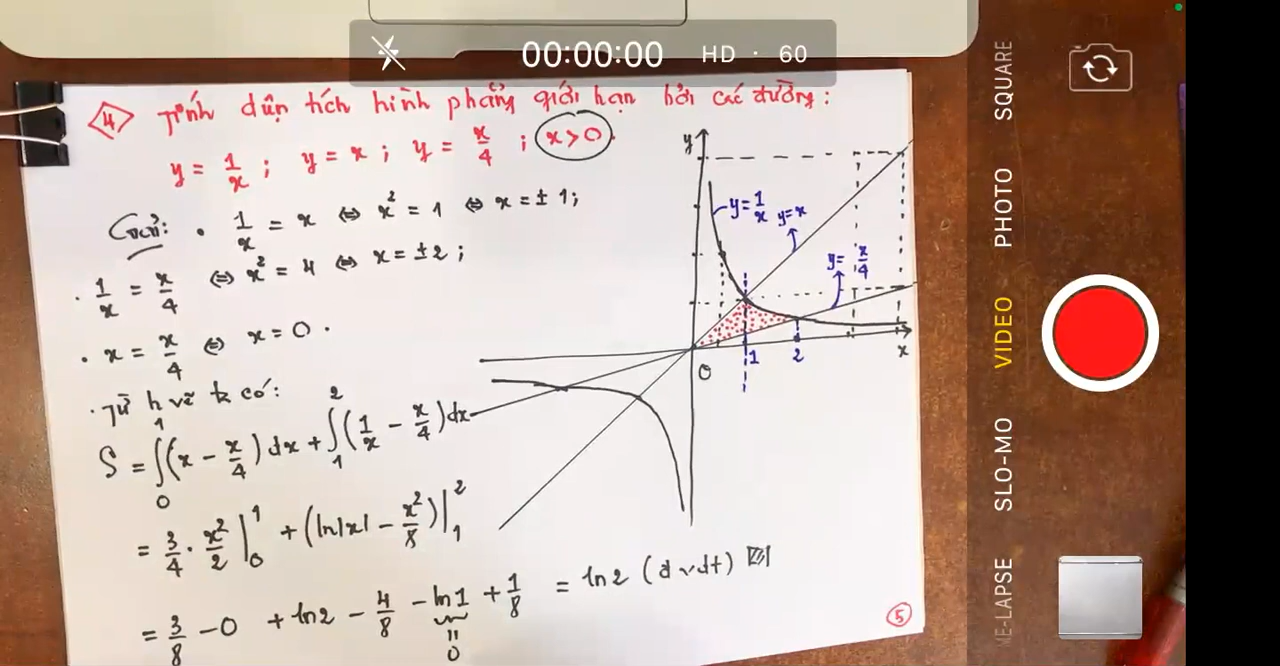 00:00:00 HD · 60
4 Tính diện tích hình phẳng giới hạn bởi các đường:
y = 1/x ; y = x ; y = x/4 ; x > 0.
Giải: . 1/x = x ⇔ x² = 1 ⇔ x = ± 1;
. 1/x = x/4 ⇔ x² = 4 ⇔ x = ± 2 ;
. x = x/4 ⇔ x = 0 .
. Từ h vẽ ta có:
S = ∫₀¹ (x − x/4) dx + ∫₁² (1/x − x/4) dx
= 3/4 . x²/2 |₀¹ + (ln|x| − x²/8)|₁²
= 3/8 − 0 + ln2 − 4/8 − ln1 + 1/8 = ln2 (đvdt)
= 0
y
y = 1/x
y = x
y = x/4
O
1
2
x
5
SQUARE
PHOTO
VIDEO
SLO-MO
ME-LAPSE